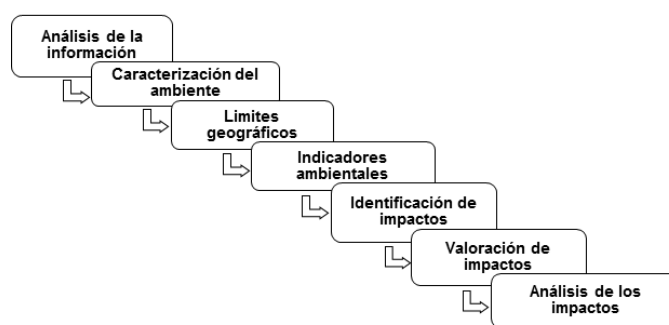 Análisis de la
información
Caracterización del
ambiente
Limites
geográficos
Indicadores
ambientales
Identificación de
impactos
Valoración de
impactos
Análisis de los
impactos